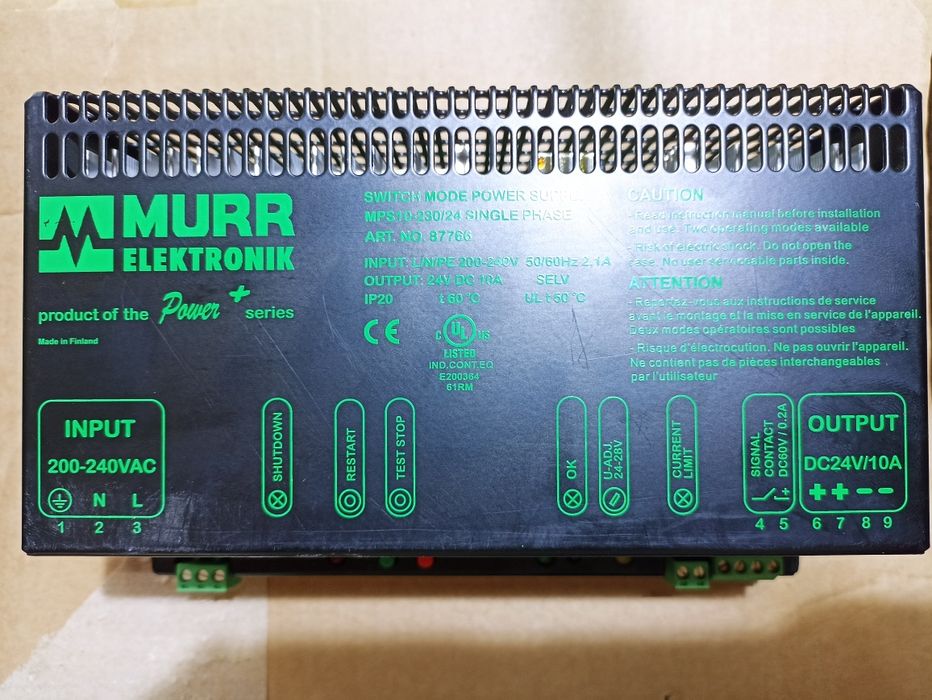 MURR
ELEKTRONIK
product of the Power+ series
Made in Finland
SWITCH MODE POWER SUPPLY
MPS10-230/24 SINGLE PHASE
ART. NO. 87766
INPUT: L/N/PE 200-240V 50/60Hz 2,1A
OUTPUT: 24V DC 10A SELV
IP20 t 60°C UL t 50°C
CE
C UL US
LISTED
IND.CONT.EQ
E200364
61RM
CAUTION
- Read instruction manual before installation
and use. Two operating modes available
- Risk of electric shock. Do not open the
case. No user serviceable parts inside.
ATTENTION
- Reportez-vous aux instructions de service
avant le montage et la mise en service de l'appareil.
Deux modes opératoires sont possibles
- Risque d'électrocution. Ne pas ouvrir l'appareil.
Ne contient pas de pièces interchangeables
par l'utilisateur
INPUT
200-240VAC
N L
1 2 3
SHUTDOWN
RESTART
TEST STOP
OK
U-ADJ.
24-28V
CURRENT
LIMIT
SIGNAL
CONTACT
DC60V / 0.2A
4 5
OUTPUT
DC24V/10A
+ + - -
6 7 8 9